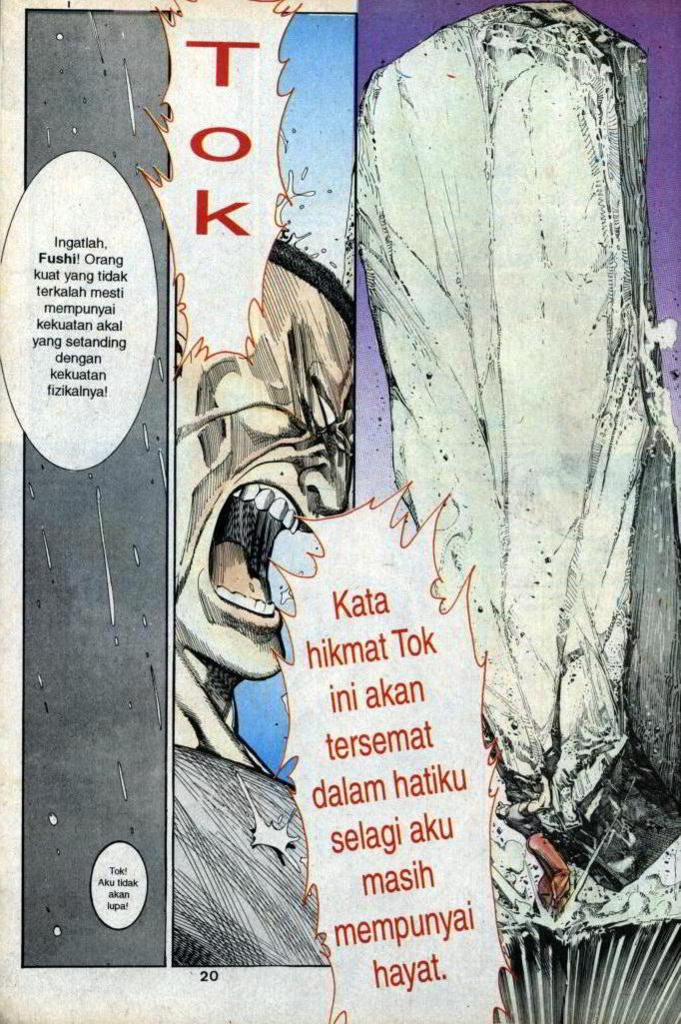 Ingatlah,
Fushi! Orang
kuat yang tidak
terkalah mesti
mempunyai
kekuatan akal
yang setanding
dengan
kekuatan
fizikalnya!
Tok!
Aku tidak
akan
lupa!
TOK
Kata
hikmat Tok
ini akan
tersemat
dalam hatiku
selagi aku
masih
mempunyai
hayat.
20